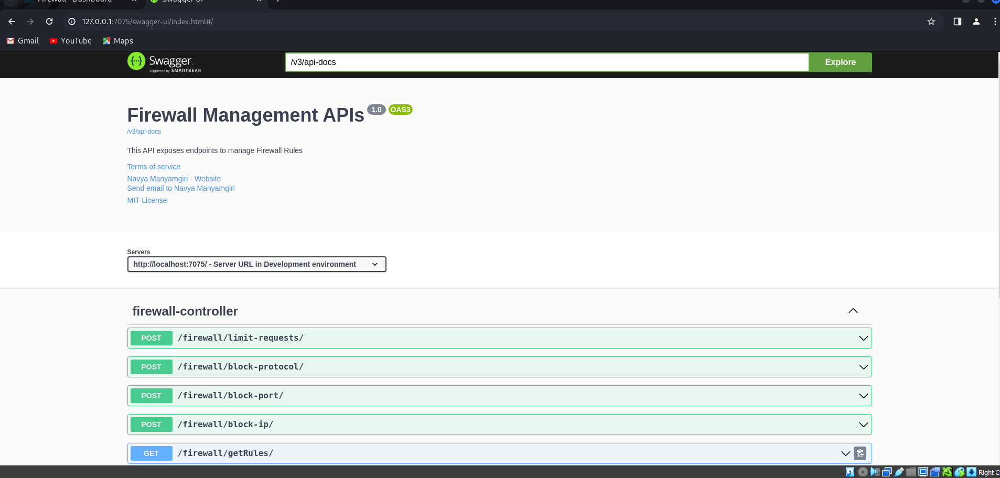 Firewall - Dashboard
Swagger UI
127.0.0.1:7075/swagger-ui/index.html#/
Gmail
YouTube
Maps
Swagger
Supported by SMARTBEAR
/v3/api-docs
Explore
Firewall Management APIs 1.0 OAS3
/v3/api-docs
This API exposes endpoints to manage Firewall Rules
Terms of service
Navya Manyamgiri - Website
Send email to Navya Manyamgiri
MIT License
Servers
http://localhost:7075/ - Server URL in Development environment
firewall-controller
POST /firewall/limit-requests/
POST /firewall/block-protocol/
POST /firewall/block-port/
POST /firewall/block-ip/
GET /firewall/getRules/
Right C